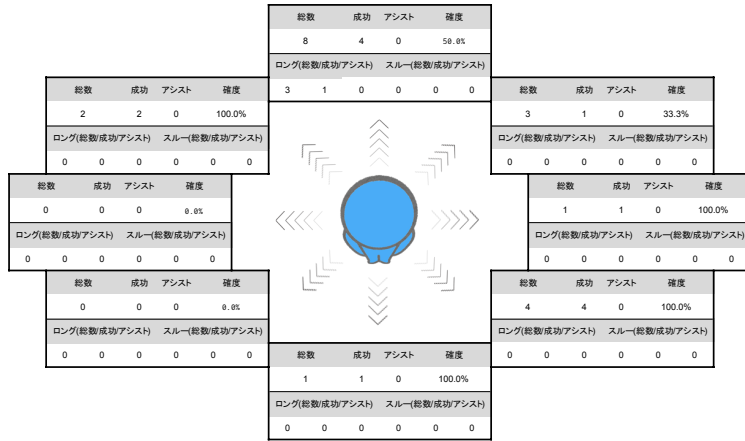 総数 成功 アシスト 確度
8 4 0 50.0%
ロング(総数/成功/アシスト) スルー(総数/成功/アシスト)
3 1 0 0 0 0
総数 成功 アシスト 確度
2 2 0 100.0%
ロング(総数/成功/アシスト) スルー(総数/成功/アシスト)
0 0 0 0 0 0
総数 成功 アシスト 確度
3 1 0 33.3%
ロング(総数/成功/アシスト) スルー(総数/成功/アシスト)
0 0 0 0 0 0
総数 成功 アシスト 確度
0 0 0 0.0%
ロング(総数/成功/アシスト) スルー(総数/成功/アシスト)
0 0 0 0 0 0
総数 成功 アシスト 確度
1 1 0 100.0%
ロング(総数/成功/アシスト) スルー(総数/成功/アシスト)
0 0 0 0 0 0
総数 成功 アシスト 確度
0 0 0 0.0%
ロング(総数/成功/アシスト) スルー(総数/成功/アシスト)
0 0 0 0 0 0
総数 成功 アシスト 確度
4 4 0 100.0%
ロング(総数/成功/アシスト) スルー(総数/成功/アシスト)
0 0 0 0 0 0
総数 成功 アシスト 確度
1 1 0 100.0%
ロング(総数/成功/アシスト) スルー(総数/成功/アシスト)
0 0 0 0 0 0